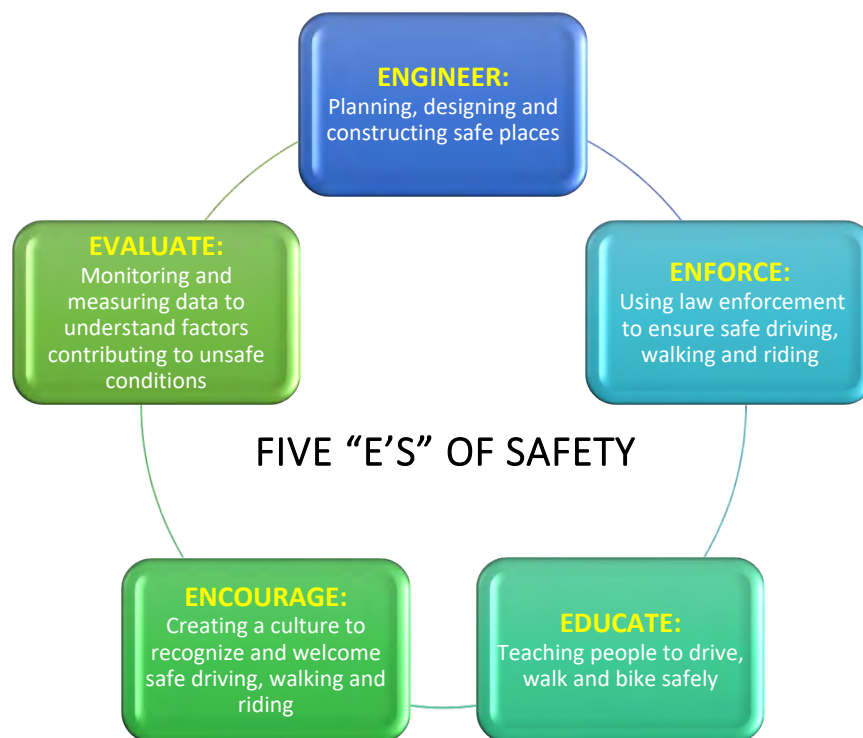 ENGINEER:
Planning, designing and
constructing safe places
ENFORCE:
Using law enforcement
to ensure safe driving,
walking and riding
EDUCATE:
Teaching people to drive,
walk and bike safely
ENCOURAGE:
Creating a culture to
recognize and welcome
safe driving, walking and
riding
EVALUATE:
Monitoring and
measuring data to
understand factors
contributing to unsafe
conditions
FIVE “E’S” OF SAFETY